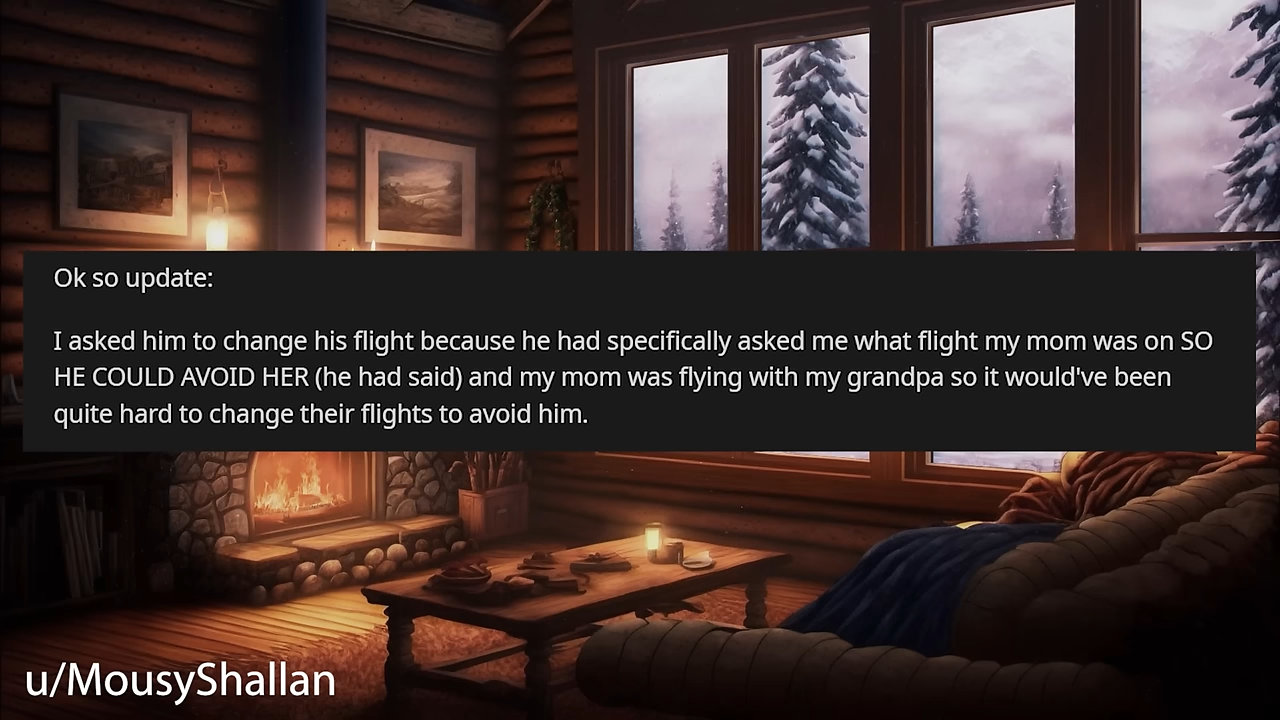 Ok so update:
I asked him to change his flight because he had specifically asked me what flight my mom was on SO
HE COULD AVOID HER (he had said) and my mom was flying with my grandpa so it would've been
quite hard to change their flights to avoid him.
u/MousyShallan